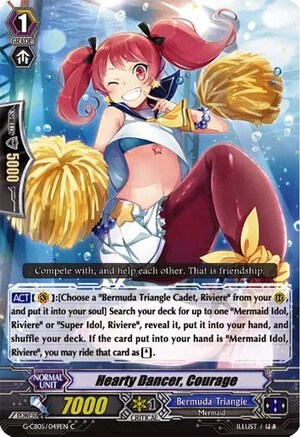 1
GRADE
5000
Compete with, and help each other. That is friendship.
ACT [ ]:[Choose a "Bermuda Triangle Cadet, Riviere" from your
and put it into your soul] Search your deck for up to one "Mermaid Idol,
Riviere" or "Super Idol, Riviere", reveal it, put it into your hand, and
shuffle your deck. If the card put into your hand is "Mermaid Idol,
Riviere", you may ride that card as [ ].
NORMAL UNIT
Hearty Dancer, Courage
POWER
7000
1
CRITICAL
Bermuda Triangle
Mermaid
G-CB05/049EN C
ILLUST /